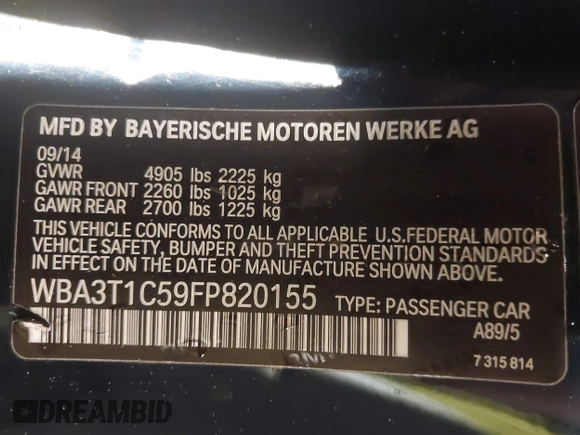 MFD BY BAYERISCHE MOTOREN WERKE AG
09/14
GVWR 4905 lbs 2225 kg
GAWR FRONT 2260 lbs 1025 kg
GAWR REAR 2700 lbs 1225 kg
THIS VEHICLE CONFORMS TO ALL APPLICABLE U.S.FEDERAL MOTOR
VEHICLE SAFETY, BUMPER AND THEFT PREVENTION STANDARDS
IN EFFECT ON THE DATE OF MANUFACTURE SHOWN ABOVE.
WBA3T1C59FP820155 TYPE: PASSENGER CAR
A89/5
7 315 814
DREAMBID